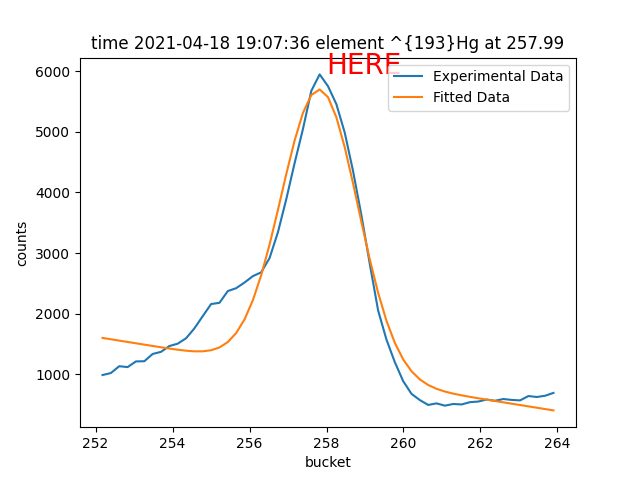 time 2021-04-18 19:07:36 element ^{193}Hg at 257.99
HERE
Experimental Data
Fitted Data
counts
6000
5000
4000
3000
2000
1000
252 254 256 258 260 262 264
bucket